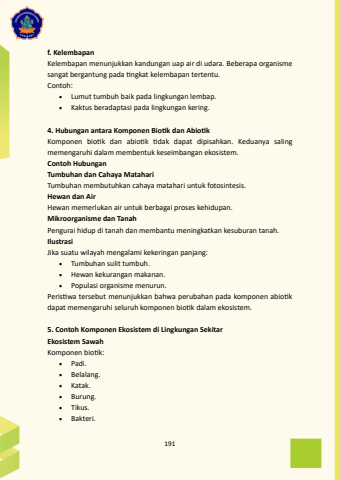 f. Kelembapan
Kelembapan menunjukkan kandungan uap air di udara. Beberapa organisme
sangat bergantung pada tingkat kelembapan tertentu.
Contoh:
• Lumut tumbuh baik pada lingkungan lembap.
• Kaktus beradaptasi pada lingkungan kering.
4. Hubungan antara Komponen Biotik dan Abiotik
Komponen biotik dan abiotik tidak dapat dipisahkan. Keduanya saling
memengaruhi dalam membentuk keseimbangan ekosistem.
Contoh Hubungan
Tumbuhan dan Cahaya Matahari
Tumbuhan membutuhkan cahaya matahari untuk fotosintesis.
Hewan dan Air
Hewan memerlukan air untuk berbagai proses kehidupan.
Mikroorganisme dan Tanah
Pengurai hidup di tanah dan membantu meningkatkan kesuburan tanah.
Ilustrasi
Jika suatu wilayah mengalami kekeringan panjang:
• Tumbuhan sulit tumbuh.
• Hewan kekurangan makanan.
• Populasi organisme menurun.
Peristiwa tersebut menunjukkan bahwa perubahan pada komponen abiotik
dapat memengaruhi seluruh komponen biotik dalam ekosistem.
5. Contoh Komponen Ekosistem di Lingkungan Sekitar
Ekosistem Sawah
Komponen biotik:
• Padi.
• Belalang.
• Katak.
• Burung.
• Tikus.
• Bakteri.
191